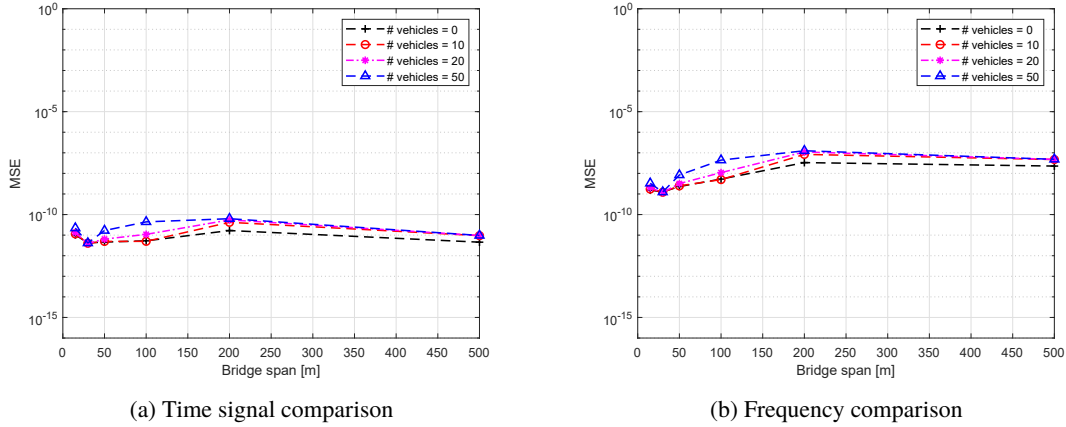 10^0
10^-5
10^-10
10^-15
MSE
0 50 100 150 200 250 300 350 400 450 500
Bridge span [m]
# vehicles = 0
# vehicles = 10
# vehicles = 20
# vehicles = 50
(a) Time signal comparison
10^0
10^-5
10^-10
10^-15
MSE
0 50 100 150 200 250 300 350 400 450 500
Bridge span [m]
# vehicles = 0
# vehicles = 10
# vehicles = 20
# vehicles = 50
(b) Frequency comparison